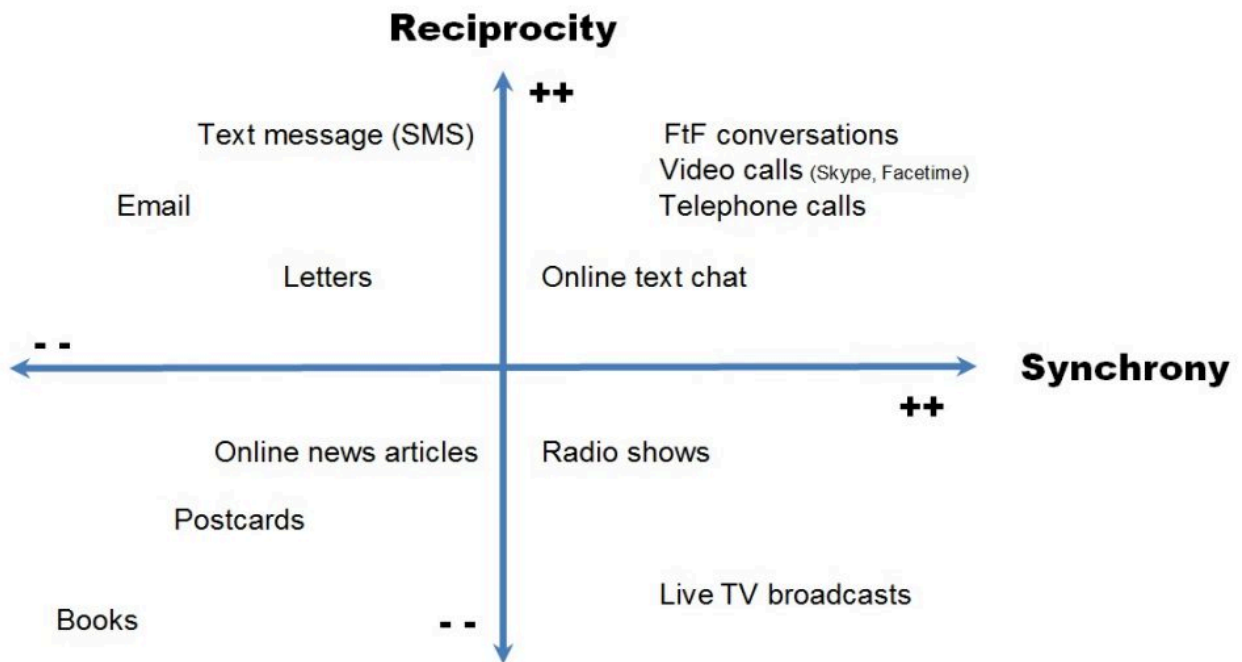 Reciprocity
++
Text message (SMS)
FtF conversations
Video calls (Skype, Facetime)
Email
Telephone calls
Letters
Online text chat
- -
Synchrony
++
Online news articles
Radio shows
Postcards
Live TV broadcasts
Books
- -